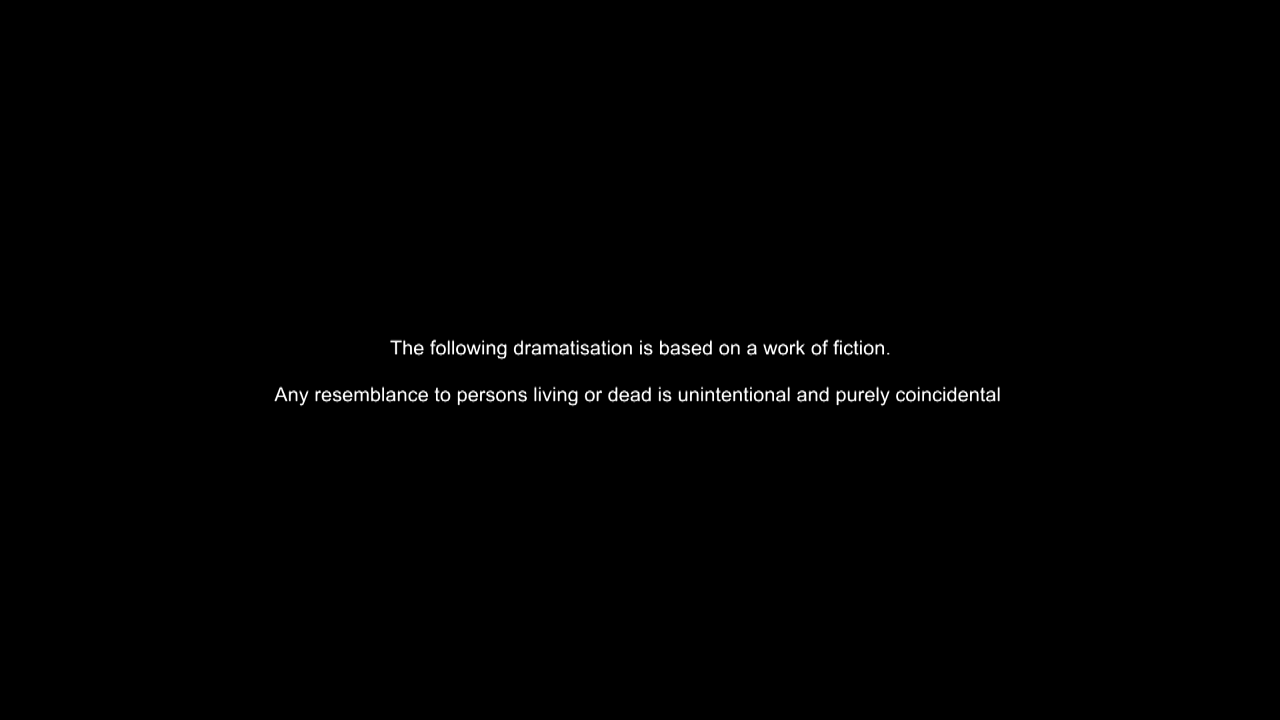 The following dramatisation is based on a work of fiction.
Any resemblance to persons living or dead is unintentional and purely coincidental